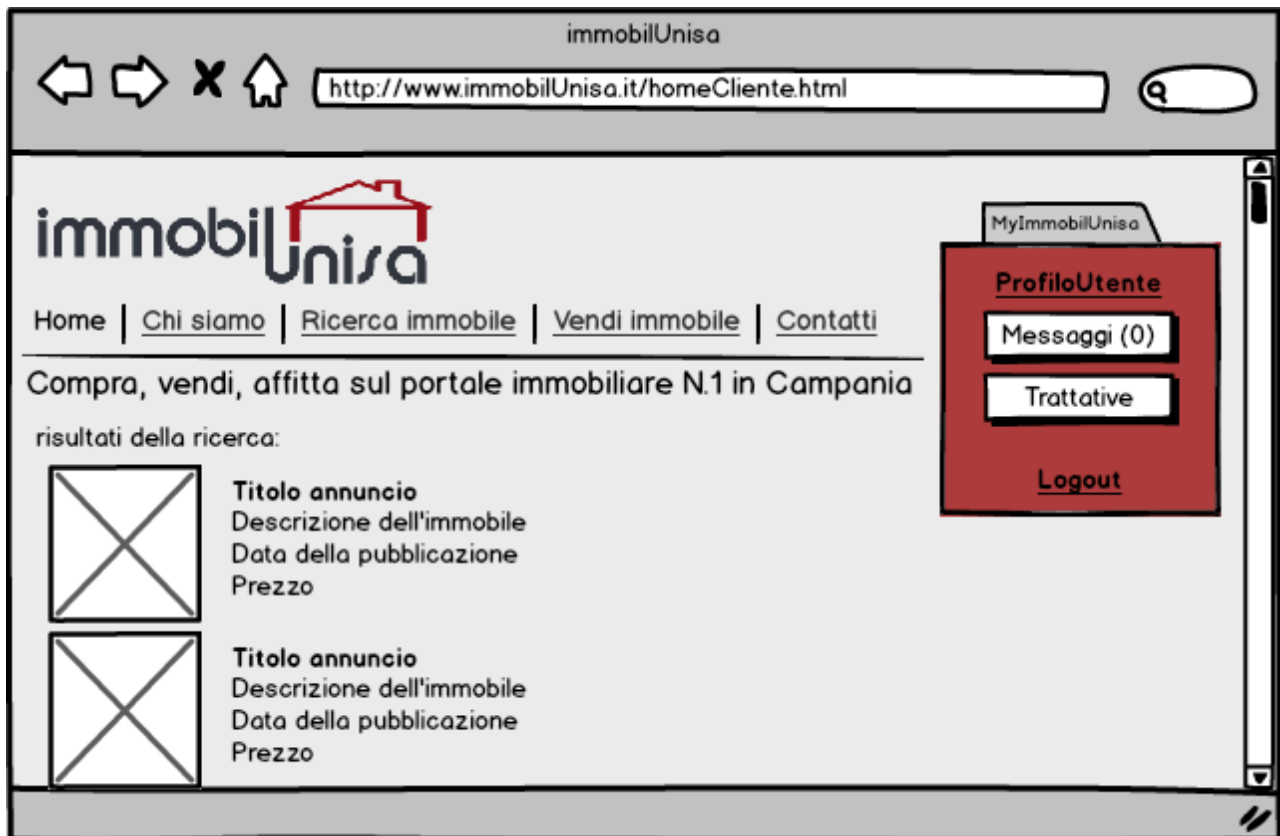 immobilUnisa
http://www.immobilUnisa.it/homeCliente.html
immobilUnisa
MyImmobilUnisa
ProfiloUtente
Messaggi (0)
Trattative
Logout
Home | Chi siamo | Ricerca immobile | Vendi immobile | Contatti
Compra, vendi, affitta sul portale immobiliare N.1 in Campania
risultati della ricerca:
Titolo annuncio
Descrizione dell'immobile
Data della pubblicazione
Prezzo
Titolo annuncio
Descrizione dell'immobile
Data della pubblicazione
Prezzo